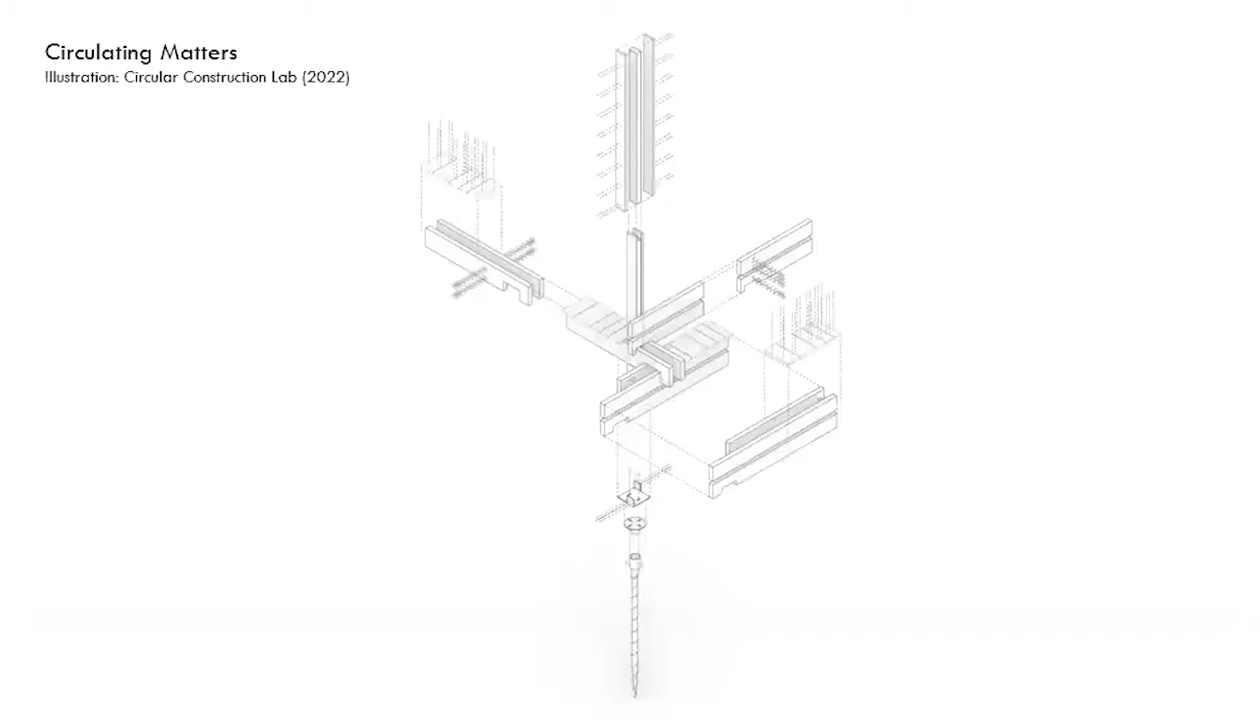 Circulating Matters
Illustration: Circular Construction Lab (2022)